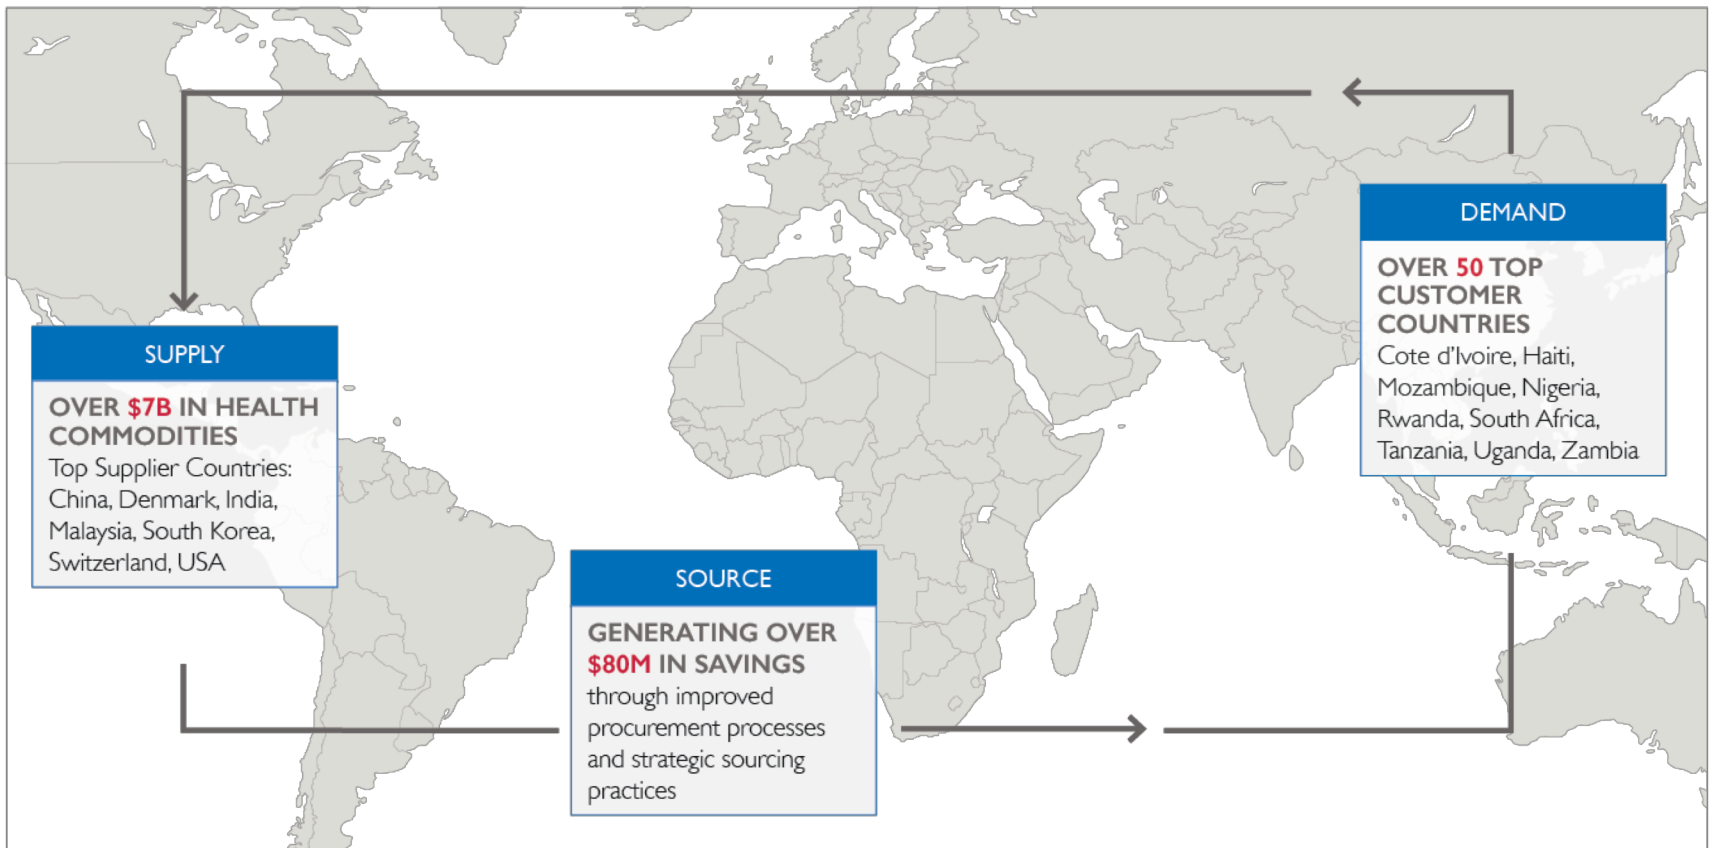 DEMAND
OVER 50 TOP
CUSTOMER
COUNTRIES
Cote d'Ivoire, Haiti,
Mozambique, Nigeria,
Rwanda, South Africa,
Tanzania, Uganda, Zambia
SUPPLY
OVER $7B IN HEALTH
COMMODITIES
Top Supplier Countries:
China, Denmark, India,
Malaysia, South Korea,
Switzerland, USA
SOURCE
GENERATING OVER
$80M IN SAVINGS
through improved
procurement processes
and strategic sourcing
practices